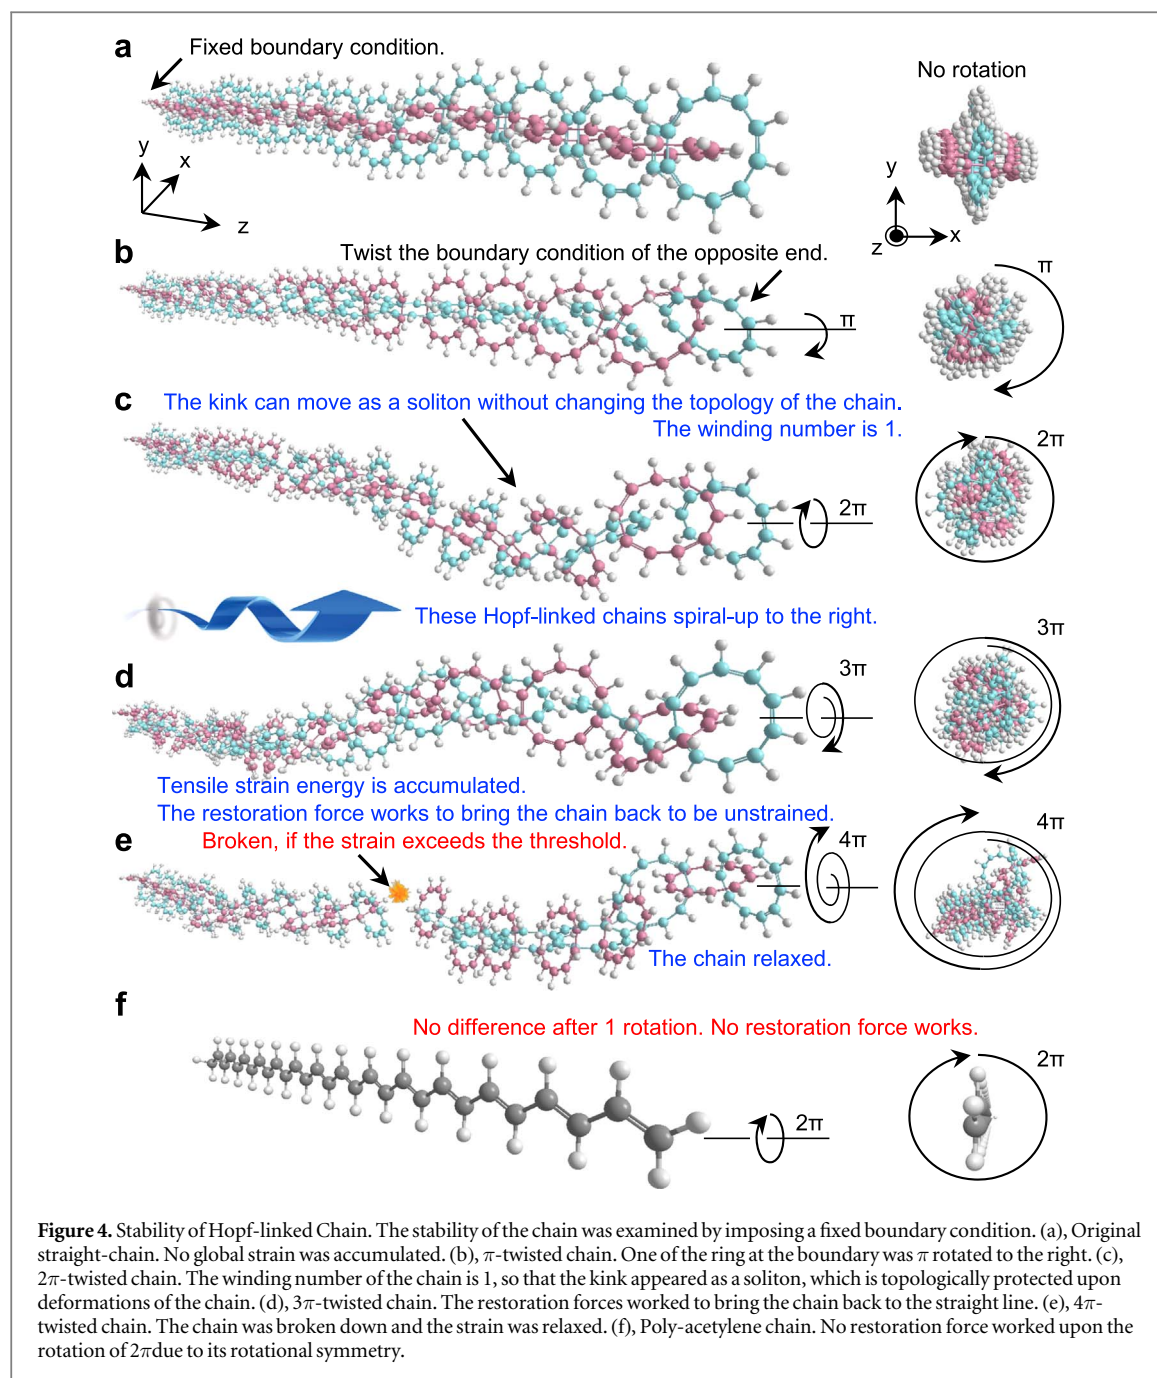 a
Fixed boundary condition.
No rotation
y
x
z
y
z
x
b
Twist the boundary condition of the opposite end.
π
π
c
The kink can move as a soliton without changing the topology of the chain.
The winding number is 1.
2π
2π
These Hopf-linked chains spiral-up to the right.
d
3π
3π
Tensile strain energy is accumulated.
The restoration force works to bring the chain back to be unstrained.
e
Broken, if the strain exceeds the threshold.
4π
4π
The chain relaxed.
f
No difference after 1 rotation. No restoration force works.
2π
2π
Figure 4. Stability of Hopf-linked Chain. The stability of the chain was examined by imposing a fixed boundary condition. (a), Original
straight-chain. No global strain was accumulated. (b), π-twisted chain. One of the ring at the boundary was π rotated to the right. (c),
2π-twisted chain. The winding number of the chain is 1, so that the kink appeared as a soliton, which is topologically protected upon
deformations of the chain. (d), 3π-twisted chain. The restoration forces worked to bring the chain back to the straight line. (e), 4π-
twisted chain. The chain was broken down and the strain was relaxed. (f), Poly-acetylene chain. No restoration force worked upon the
rotation of 2πdue to its rotational symmetry.